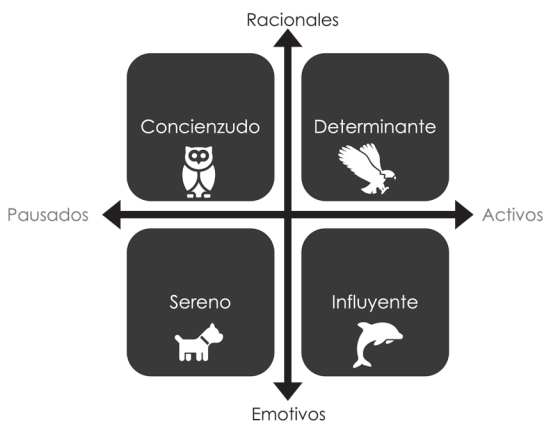 Racionales
Concienzudo
Determinante
Pausados
Activos
Sereno
Influyente
Emotivos